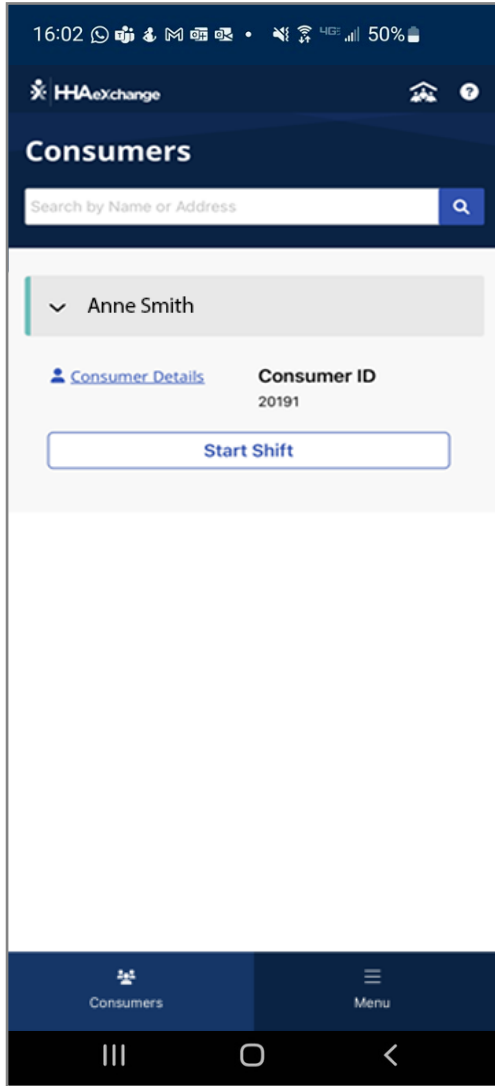 16:02 4GE 50%
HHAeXchange
Consumers
Search by Name or Address
Anne Smith
Consumer Details Consumer ID
20191
Start Shift
Consumers Menu